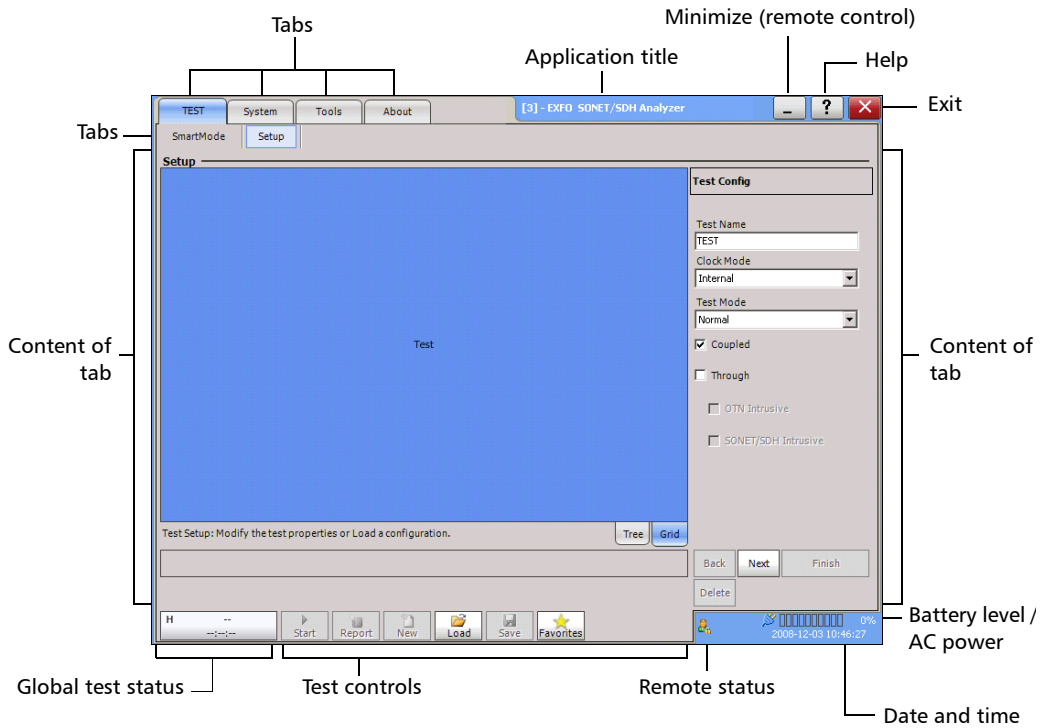 Minimize (remote control)
Tabs
Application title
Help
TEST
System
Tools
About
[3] - EXFO SONET/SDH Analyzer
_
?
X
Exit
Tabs
SmartMode
Setup
Setup
Test Config
Test Name
TEST
Clock Mode
Internal
Test Mode
Normal
Content of
tab
Test
Coupled
Content of
tab
Through
OTN Intrusive
SONET/SDH Intrusive
Test Setup: Modify the test properties or Load a configuration.
Tree
Grid
Back
Next
Finish
Delete
H --
--:--:--
Start
Report
New
Load
Save
Favorites
0%
2008-12-03 10:46:27
Battery level /
AC power
Global test status
Test controls
Remote status
Date and time